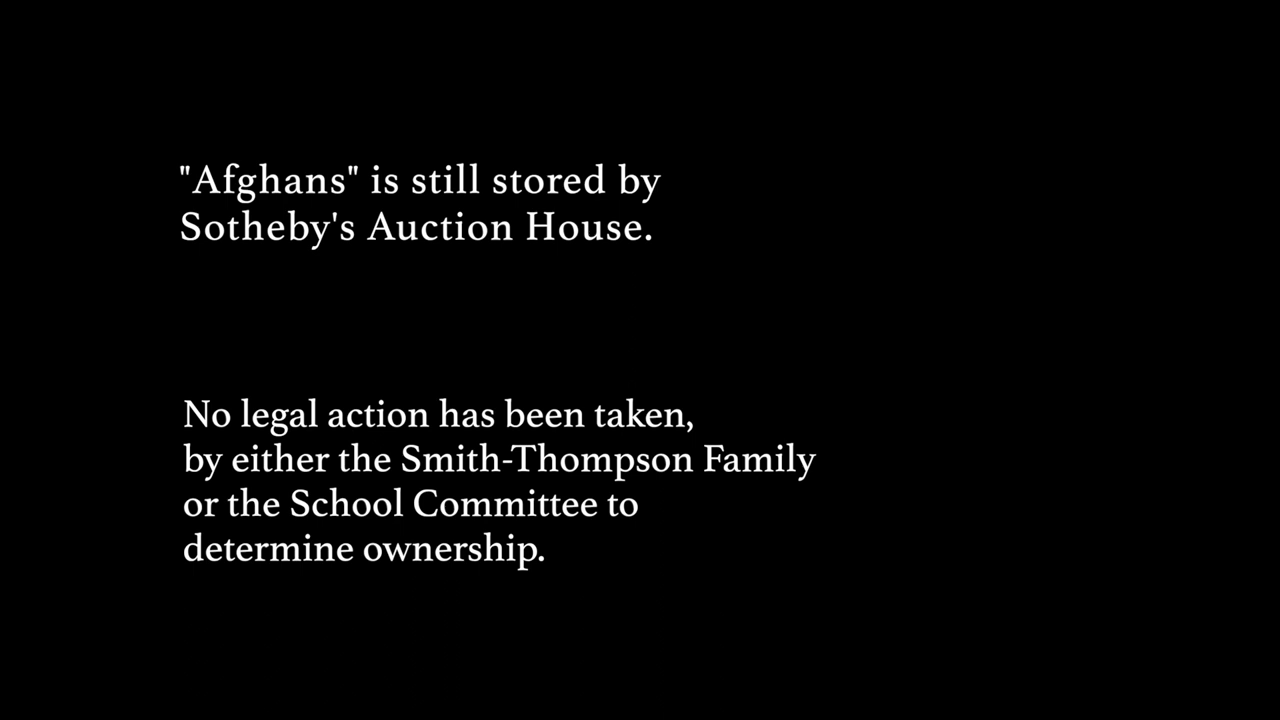 "Afghans" is still stored by
Sotheby's Auction House.
No legal action has been taken,
by either the Smith-Thompson Family
or the School Committee to
determine ownership.